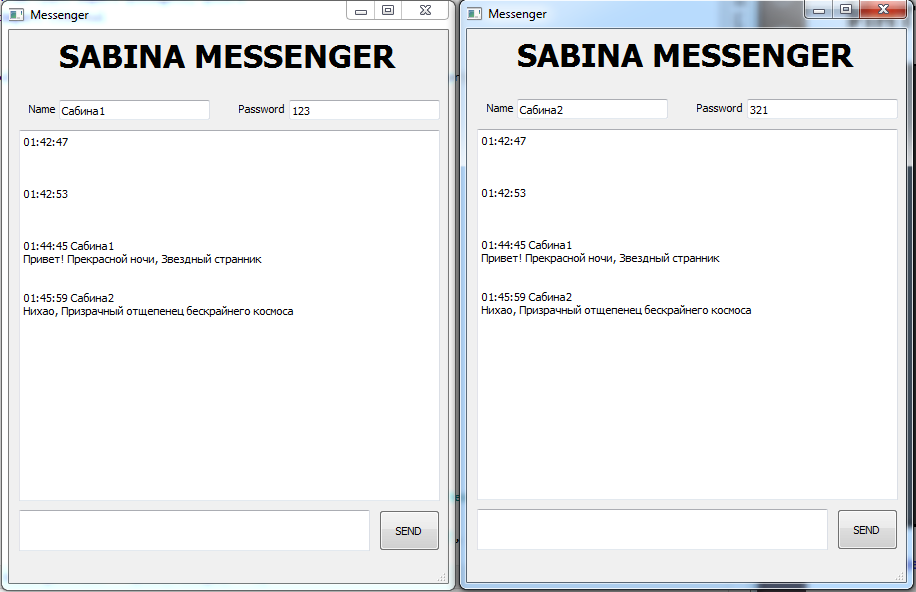 Messenger
SABINA MESSENGER
Name Сабина1 Password 123
01:42:47
01:42:53
01:44:45 Сабина1
Привет! Прекрасной ночи, Звездный странник
01:45:59 Сабина2
Нихао, Призрачный отщепенец бескрайнего космоса
SEND
Messenger
SABINA MESSENGER
Name Сабина2 Password 321
01:42:47
01:42:53
01:44:45 Сабина1
Привет! Прекрасной ночи, Звездный странник
01:45:59 Сабина2
Нихао, Призрачный отщепенец бескрайнего космоса
SEND